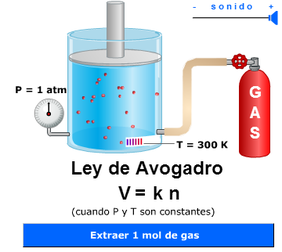 - sonido +
P = 1 atm
GAS
T = 300 K
Ley de Avogadro
V = k n
(cuando P y T son constantes)
Extraer 1 mol de gas